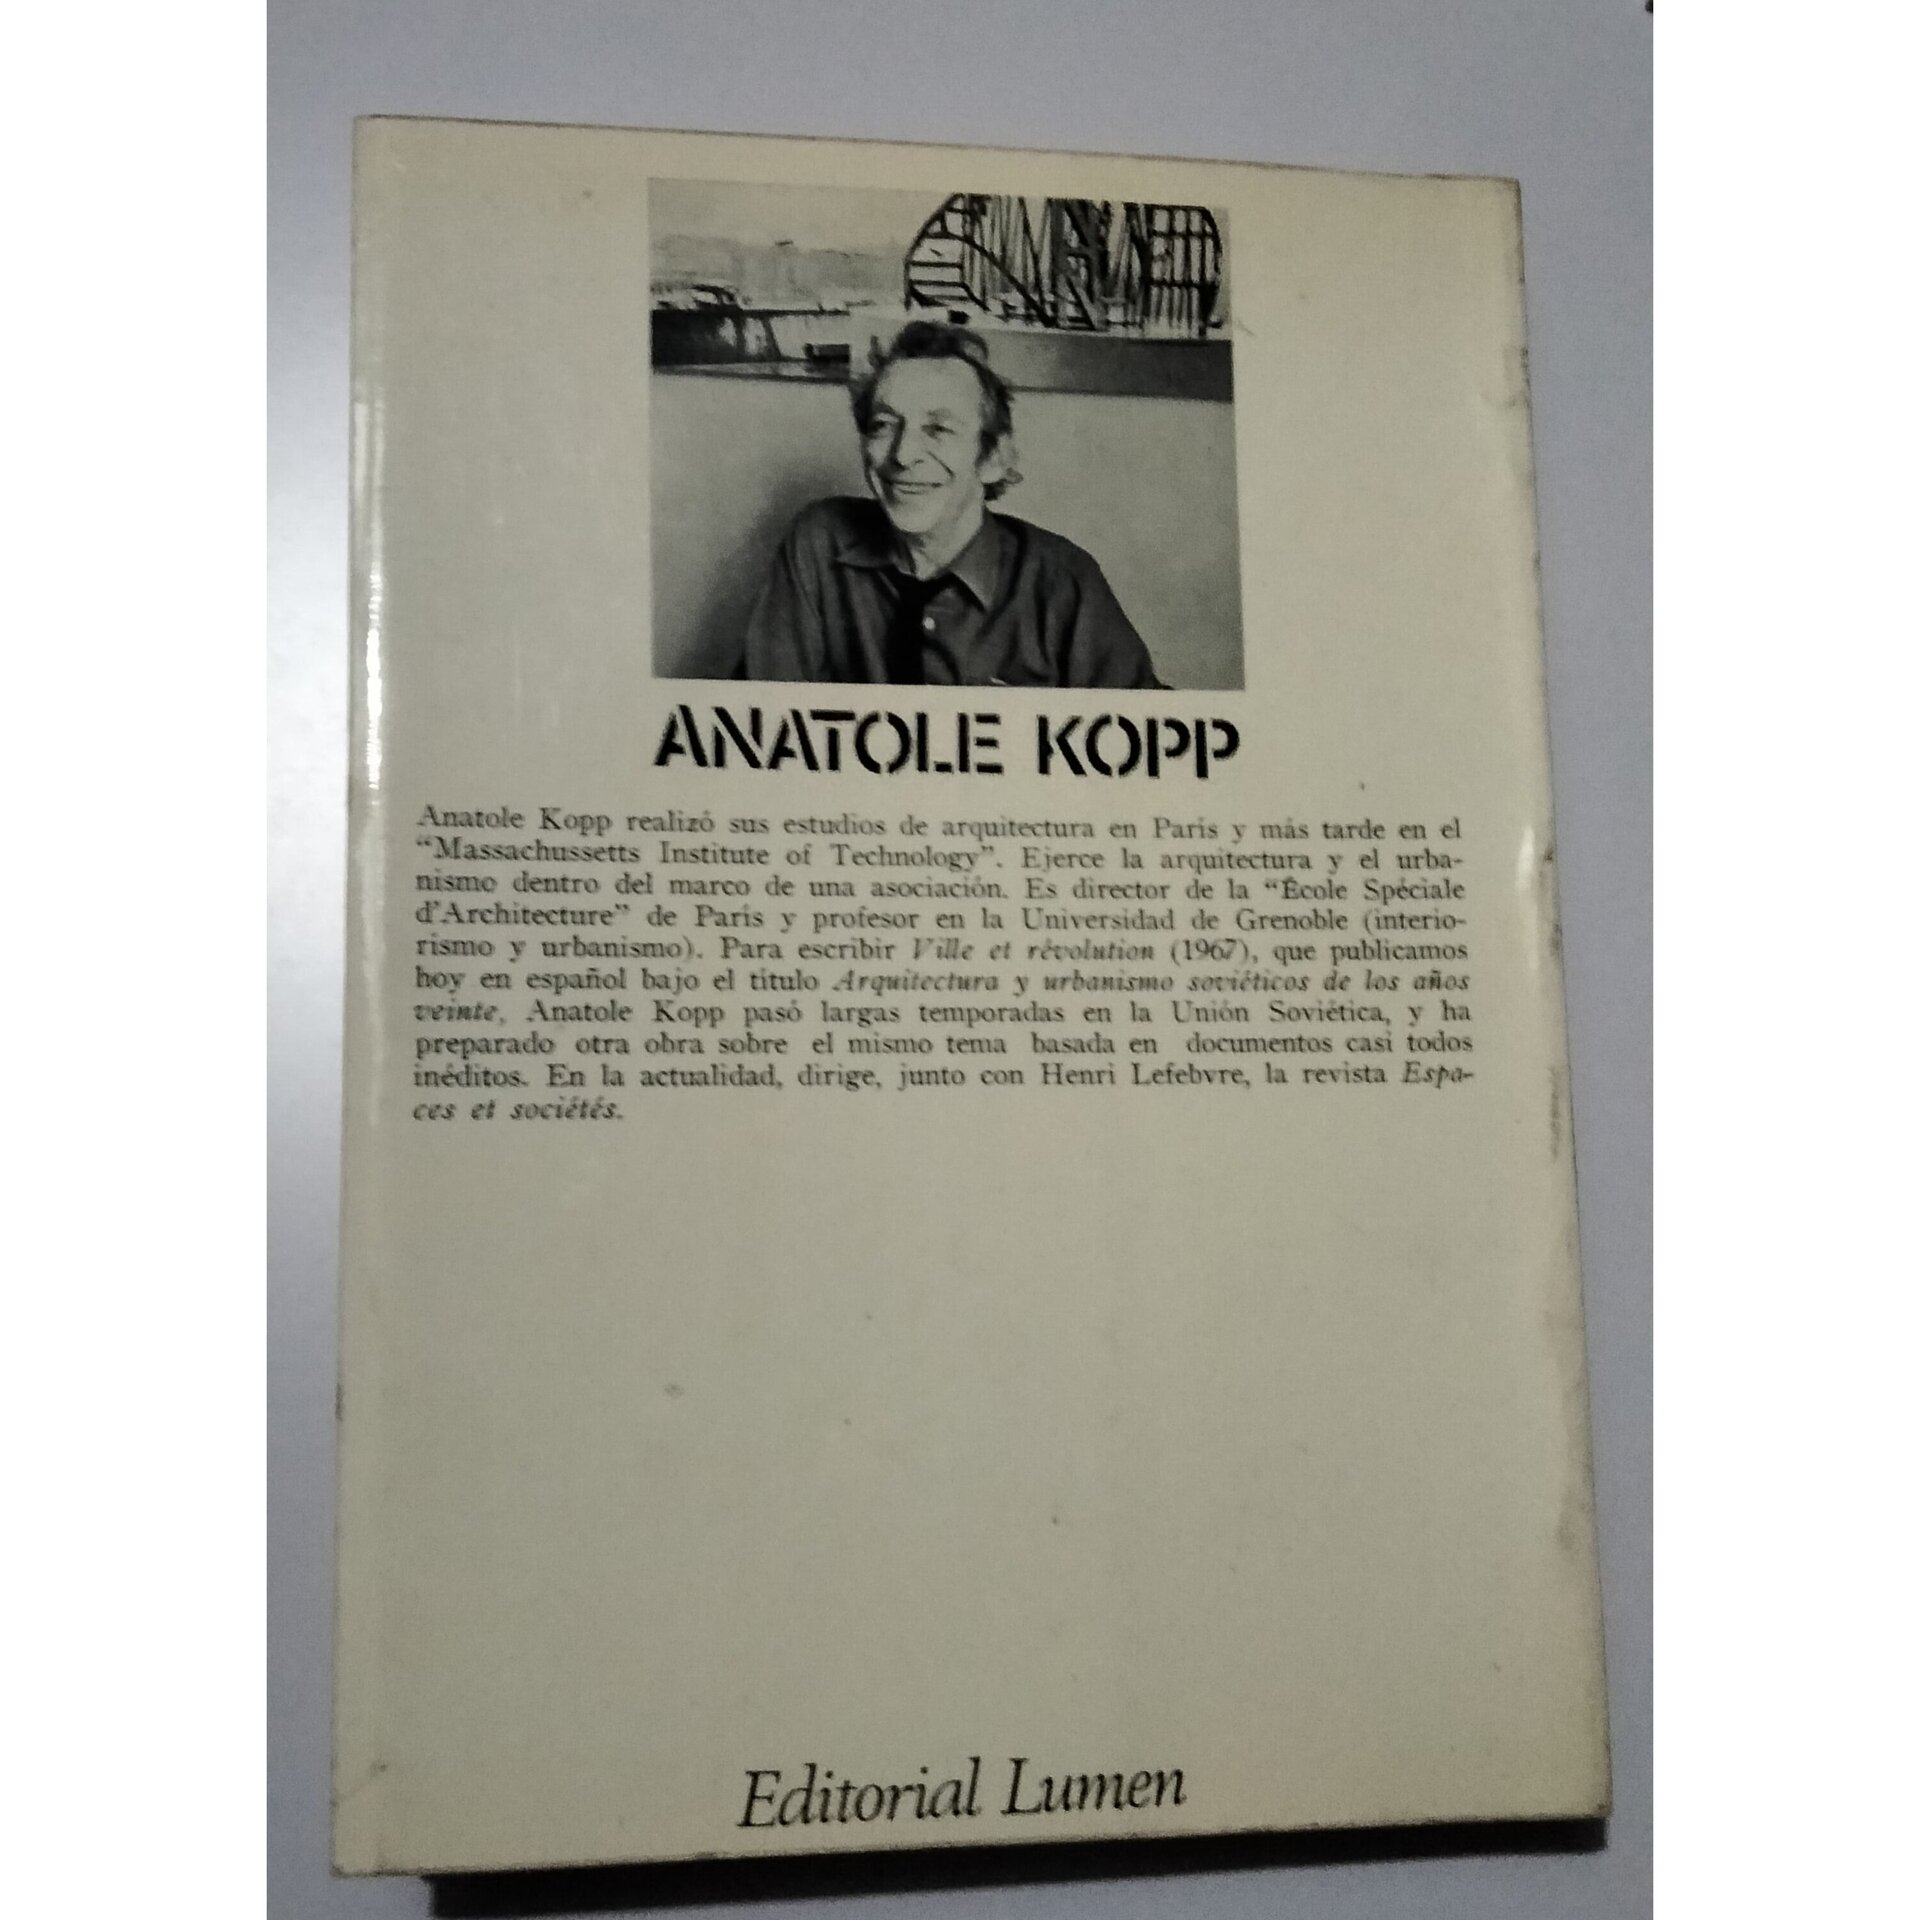 ANATOLE KOPP
Anatole Kopp realizó sus estudios de arquitectura en París y más tarde en el
“Massachussetts Institute of Technology”. Ejerce la arquitectura y el urba-
nismo dentro del marco de una asociación. Es director de la “École Spéciale
d’Architecture” de París y profesor en la Universidad de Grenoble (interio-
rismo y urbanismo). Para escribir Ville et révolution (1967), que publicamos
hoy en español bajo el título Arquitectura y urbanismo soviéticos de los años
veinte, Anatole Kopp pasó largas temporadas en la Unión Soviética, y ha
preparado otra obra sobre el mismo tema basada en documentos casi todos
inéditos. En la actualidad, dirige, junto con Henri Lefebvre, la revista Espa-
ces et sociétés.
Editorial Lumen